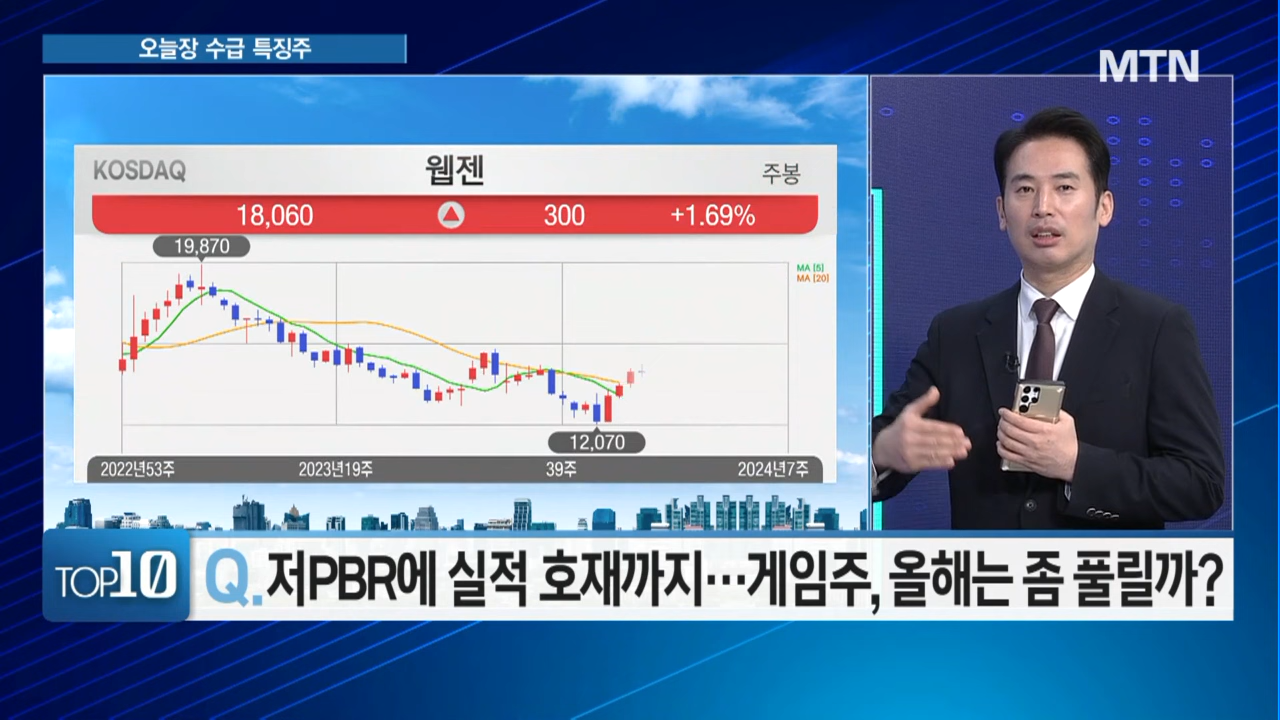 오늘장 수급 특징주
MTN
KOSDAQ 웹젠 주봉
18,060 300 +1.69%
19,870
MA [5]
MA [20]
12,070
2022년53주 2023년19주 39주 2024년7주
TOP10 Q. 저PBR에 실적 호재까지…게임주, 올해는 좀 풀릴까?